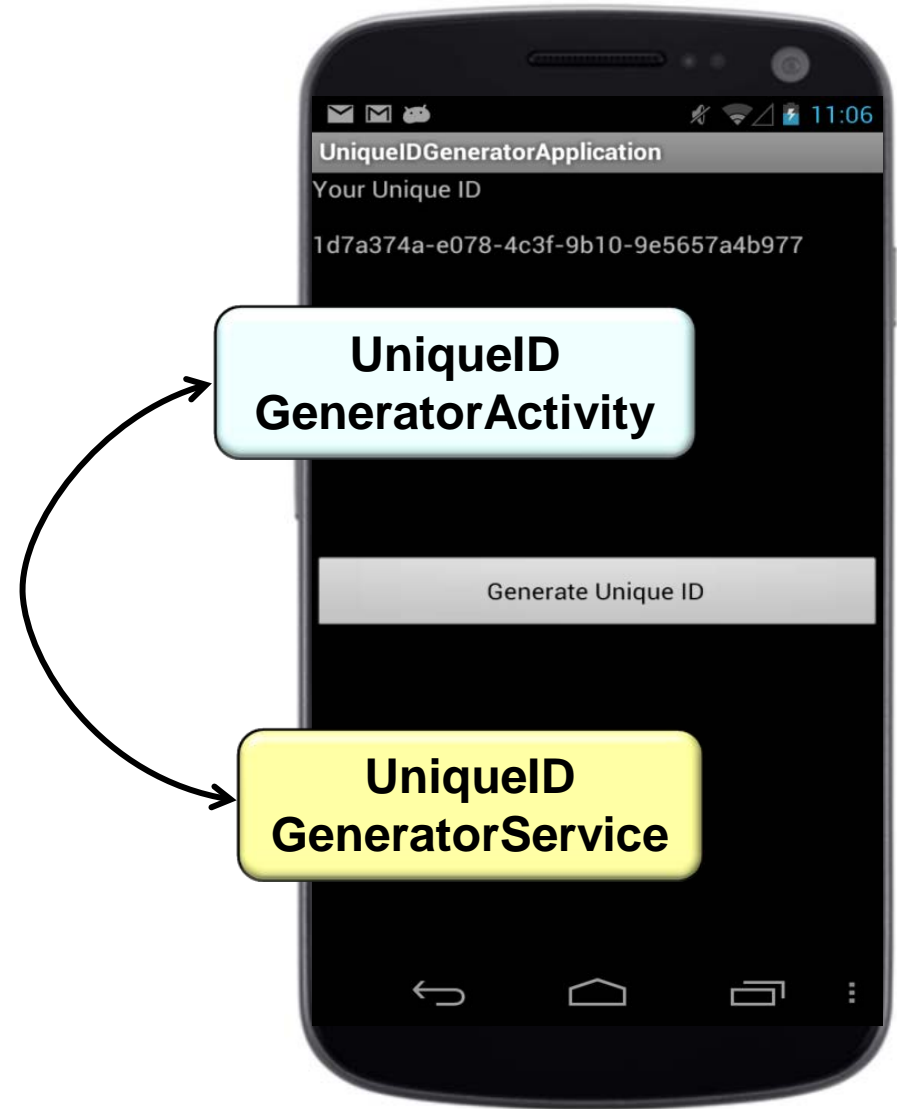 11:06
UniqueIDGeneratorApplication
Your Unique ID
1d7a374a-e078-4c3f-9b10-9e5657a4b977
UniqueID
GeneratorActivity
Generate Unique ID
UniqueID
GeneratorService